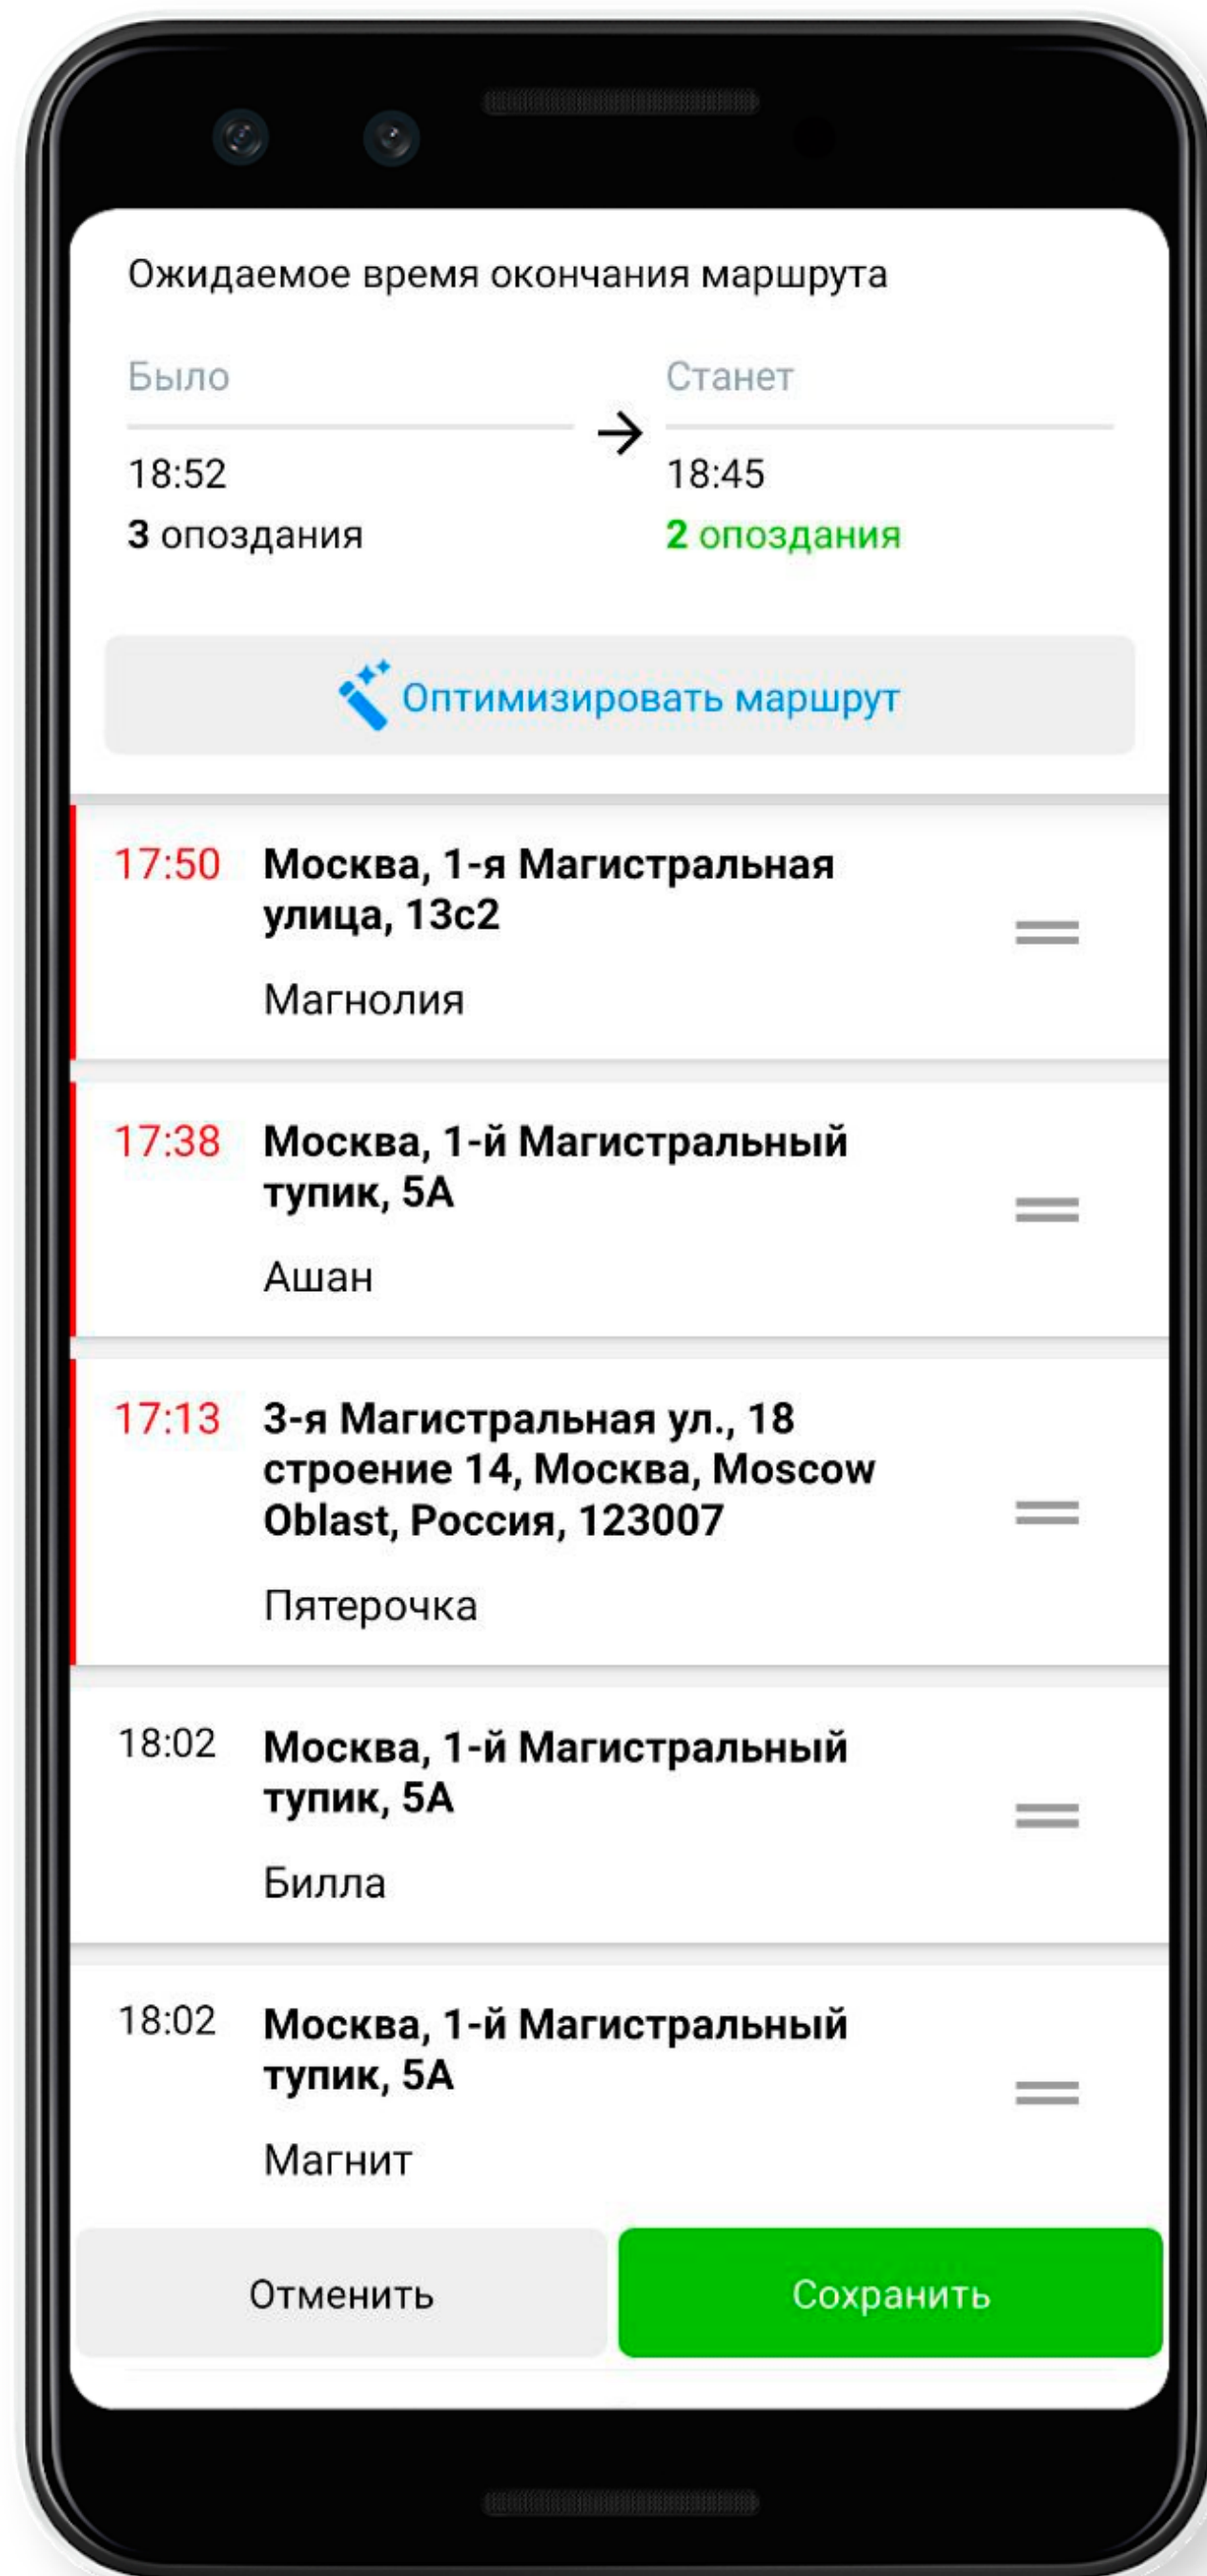 Ожидаемое время окончания маршрута
Было
Станет
18:52
18:45
3 опоздания
2 опоздания
Оптимизировать маршрут
17:50
Москва, 1-я Магистральная
улица, 13с2
Магнолия
17:38
Москва, 1-й Магистральный
тупик, 5А
Ашан
17:13
3-я Магистральная ул., 18
строение 14, Москва, Moscow
Oblast, Россия, 123007
Пятерочка
18:02
Москва, 1-й Магистральный
тупик, 5А
Билла
18:02
Москва, 1-й Магистральный
тупик, 5А
Магнит
Отменить
Сохранить